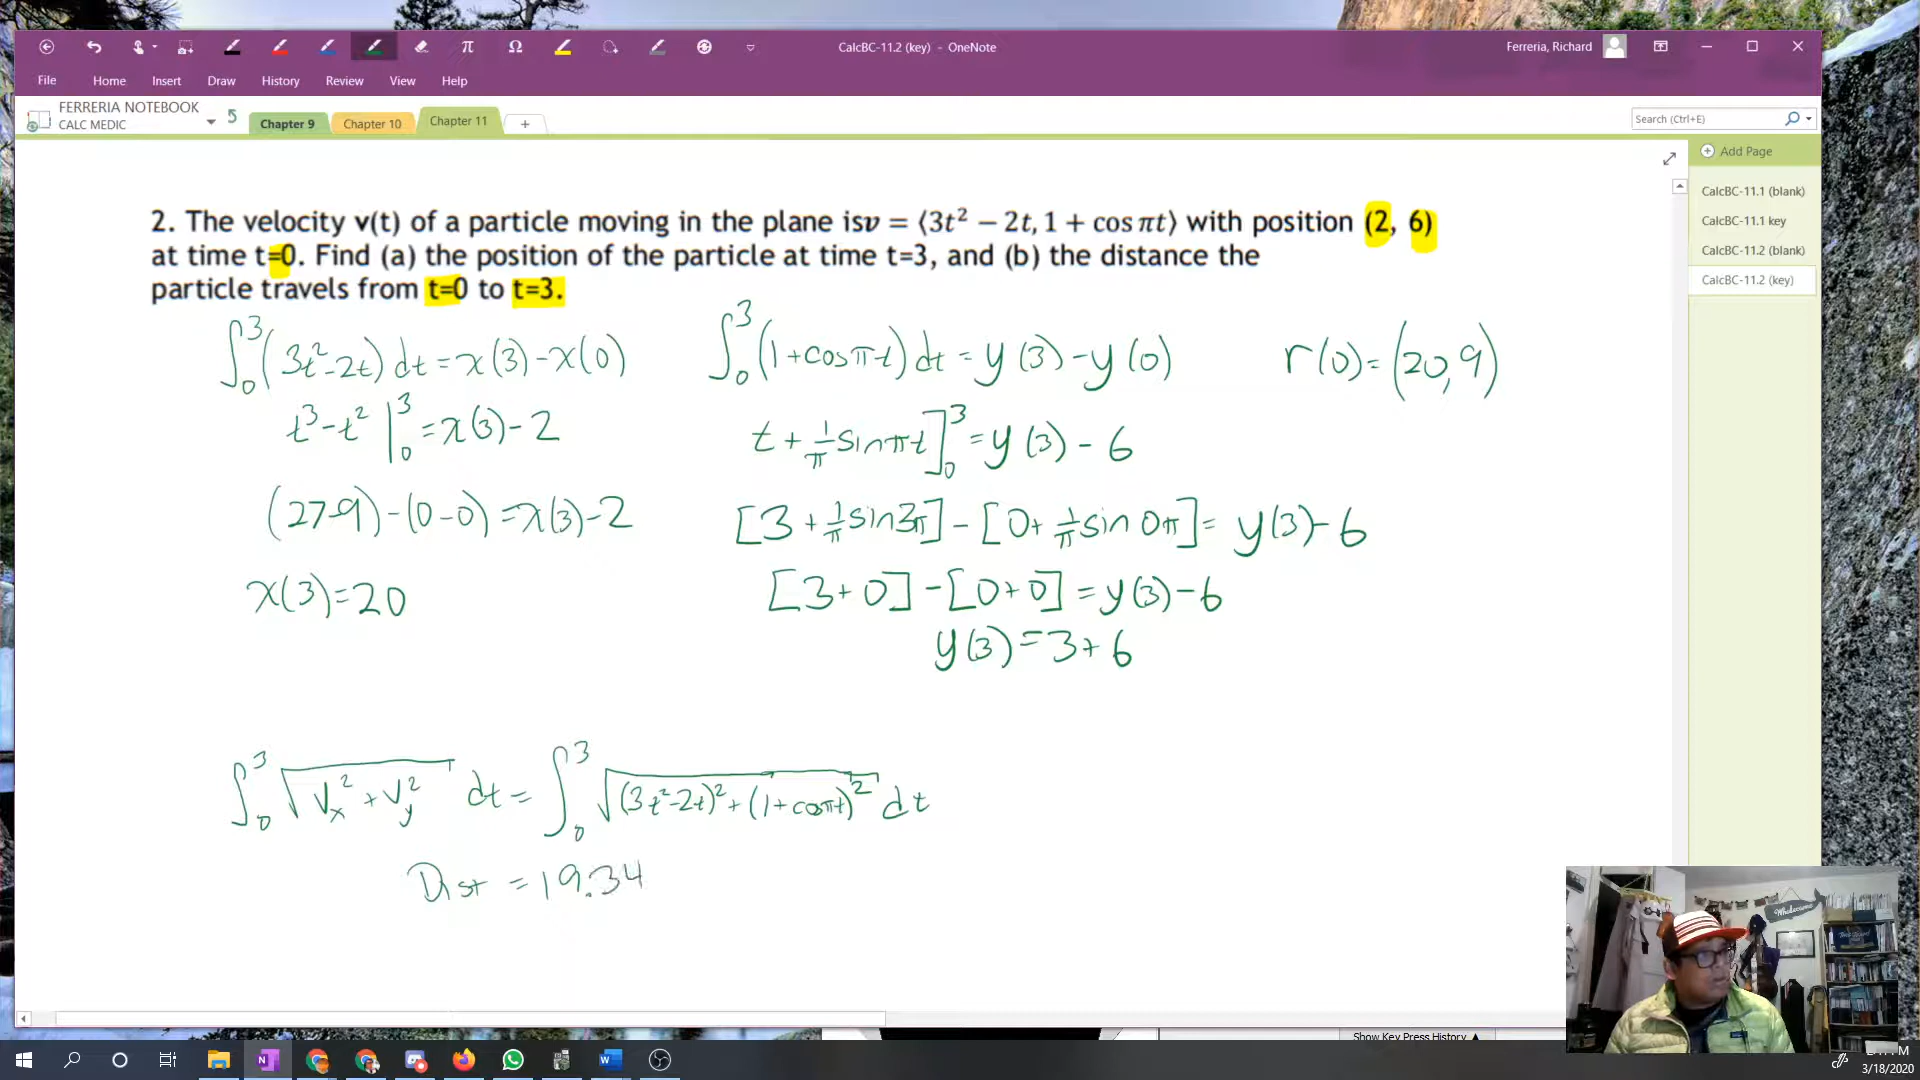 CalcBC-11.2 (key) - OneNote
Ferreria, Richard
File Home Insert Draw History Review View Help
FERRERIA NOTEBOOK
CALC MEDIC
Chapter 9 Chapter 10 Chapter 11 +
Search (Ctrl+E)
Add Page
CalcBC-11.1 (blank)
CalcBC-11.1 key
CalcBC-11.2 (blank)
CalcBC-11.2 (key)
2. The velocity v(t) of a particle moving in the plane isv = ⟨3t² − 2t, 1 + cos πt⟩ with position (2, 6)
at time t=0. Find (a) the position of the particle at time t=3, and (b) the distance the
particle travels from t=0 to t=3.
∫₀³ (3t²-2t) dt = x(3) - x(0)
t³-t² |₀³ = x(3) - 2
(27-9) - (0-0) = x(3) - 2
x(3) = 20
∫₀³ (1+cosπt) dt = y(3) - y(0)
t + 1/π sinπt ]₀³ = y(3) - 6
[3 + 1/π sin3π] - [0 + 1/π sin 0π] = y(3) - 6
[3+0] - [0+0] = y(3) - 6
y(3) = 3+6
r(0) = (20, 9)
∫₀³ √(Vx² + Vy²) dt = ∫₀³ √((3t²-2t)² + (1+cosπt)²) dt
Dist = 19.34
Show Key Press History ▲
3/18/2020